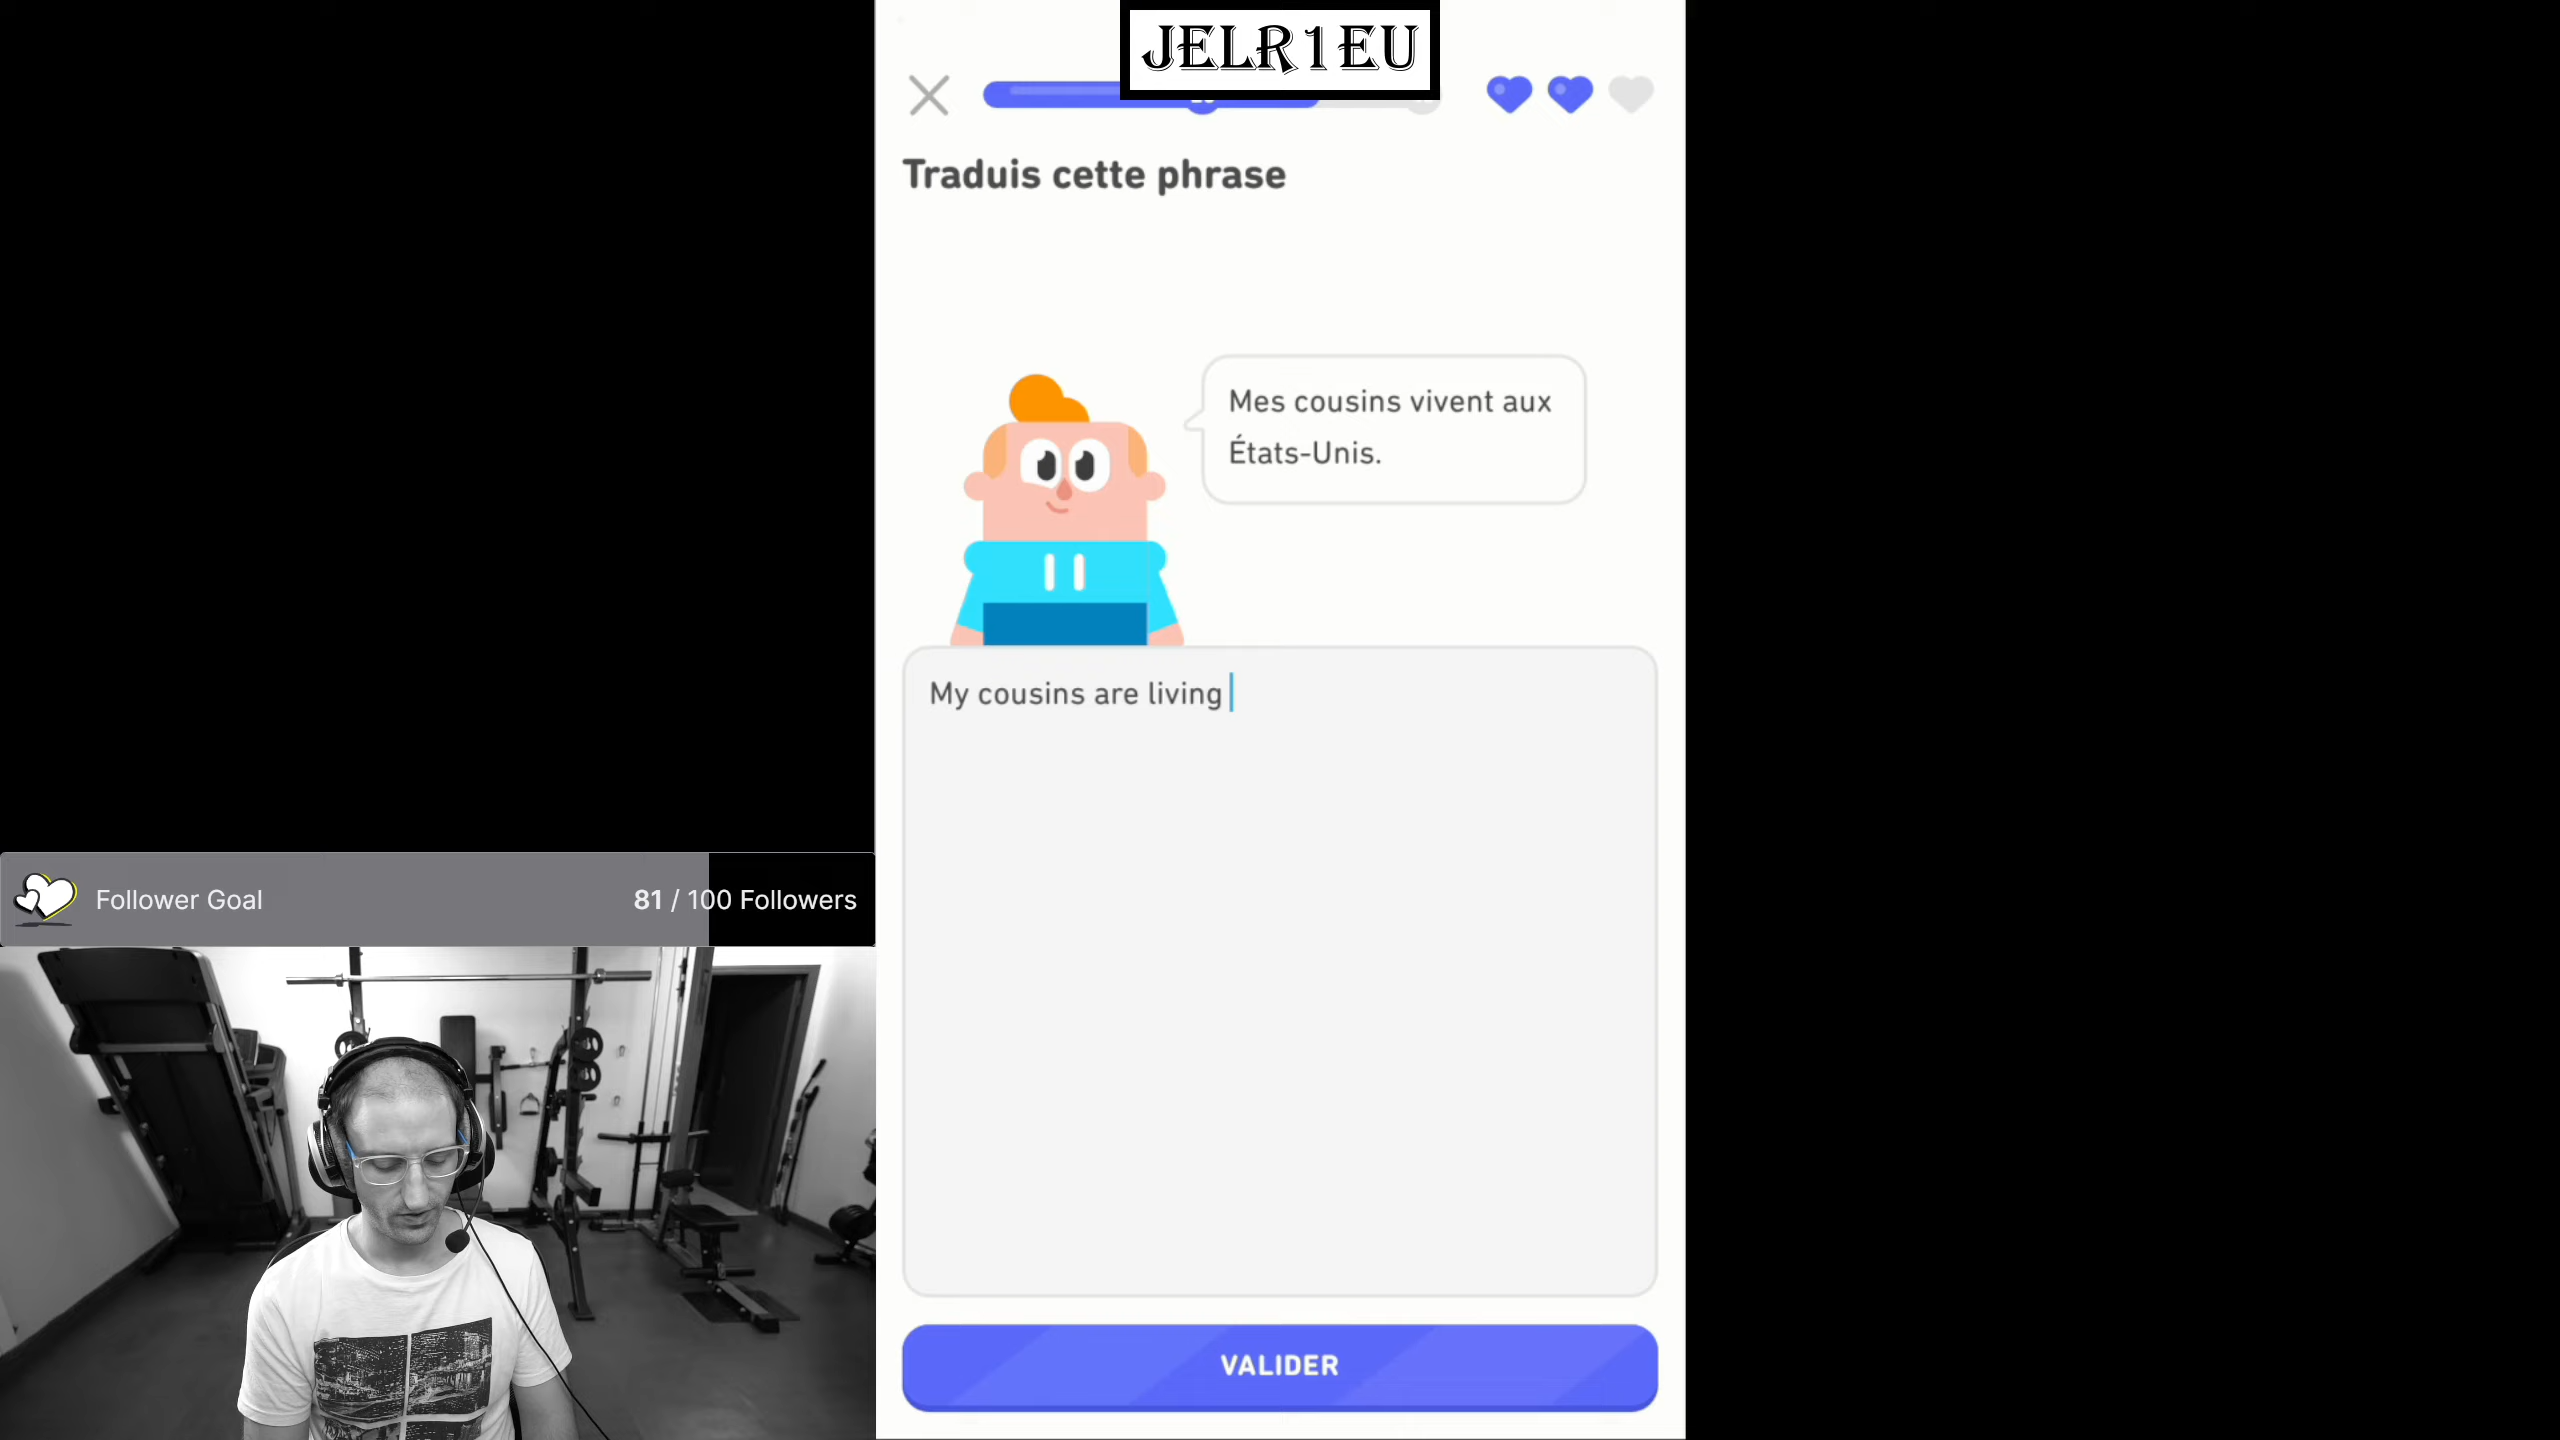 JELR1EU
Traduis cette phrase
Mes cousins vivent aux
États-Unis.
My cousins are living
Follower Goal
81 / 100 Followers
VALIDER